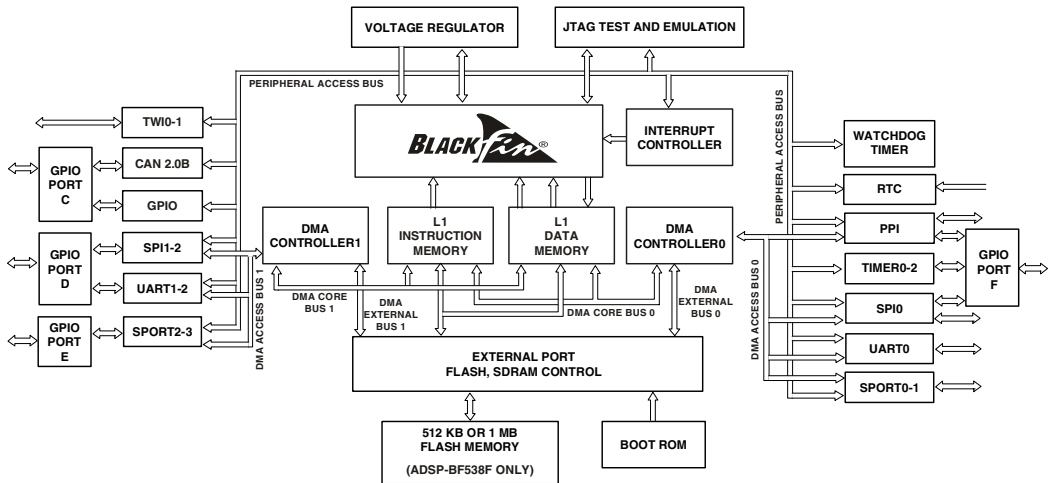 VOLTAGE REGULATOR
JTAG TEST AND EMULATION
PERIPHERAL ACCESS BUS
TWI0-1
CAN 2.0B
GPIO
SPI1-2
UART1-2
SPORT2-3
GPIO
PORT
C
GPIO
PORT
D
GPIO
PORT
E
BLACKfin®
INTERRUPT
CONTROLLER
DMA
CONTROLLER1
L1
INSTRUCTION
MEMORY
L1
DATA
MEMORY
DMA
CONTROLLER0
DMA ACCESS BUS 1
DMA CORE
BUS 1
DMA
EXTERNAL
BUS 1
DMA CORE BUS 0
DMA
EXTERNAL
BUS 0
EXTERNAL PORT
FLASH, SDRAM CONTROL
512 KB OR 1 MB
FLASH MEMORY
(ADSP-BF538F ONLY)
BOOT ROM
PERIPHERAL ACCESS BUS
DMA ACCESS BUS 0
WATCHDOG
TIMER
RTC
PPI
TIMER0-2
SPI0
UART0
SPORT0-1
GPIO
PORT
F